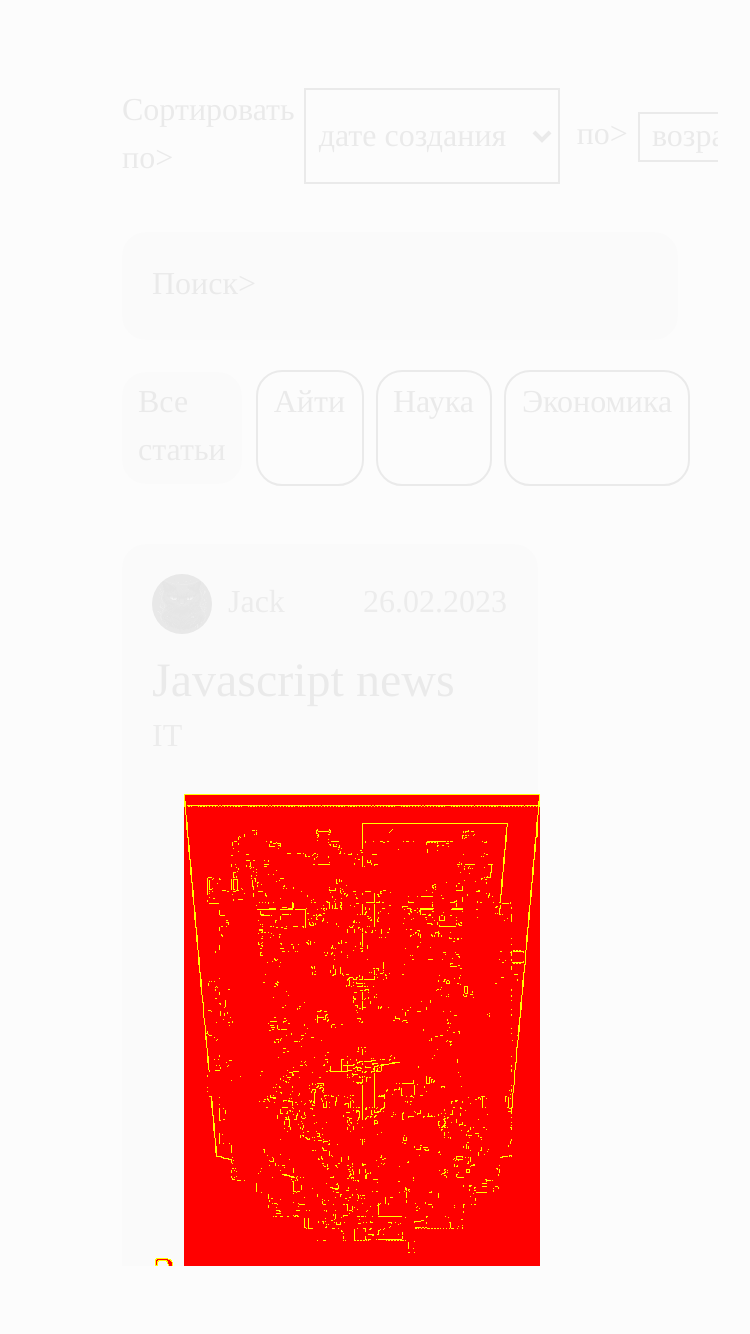 Сортировать по> дате создания по> возра
Поиск>
Все статьи Айти Наука Экономика
Jack 26.02.2023
Javascript news
IT